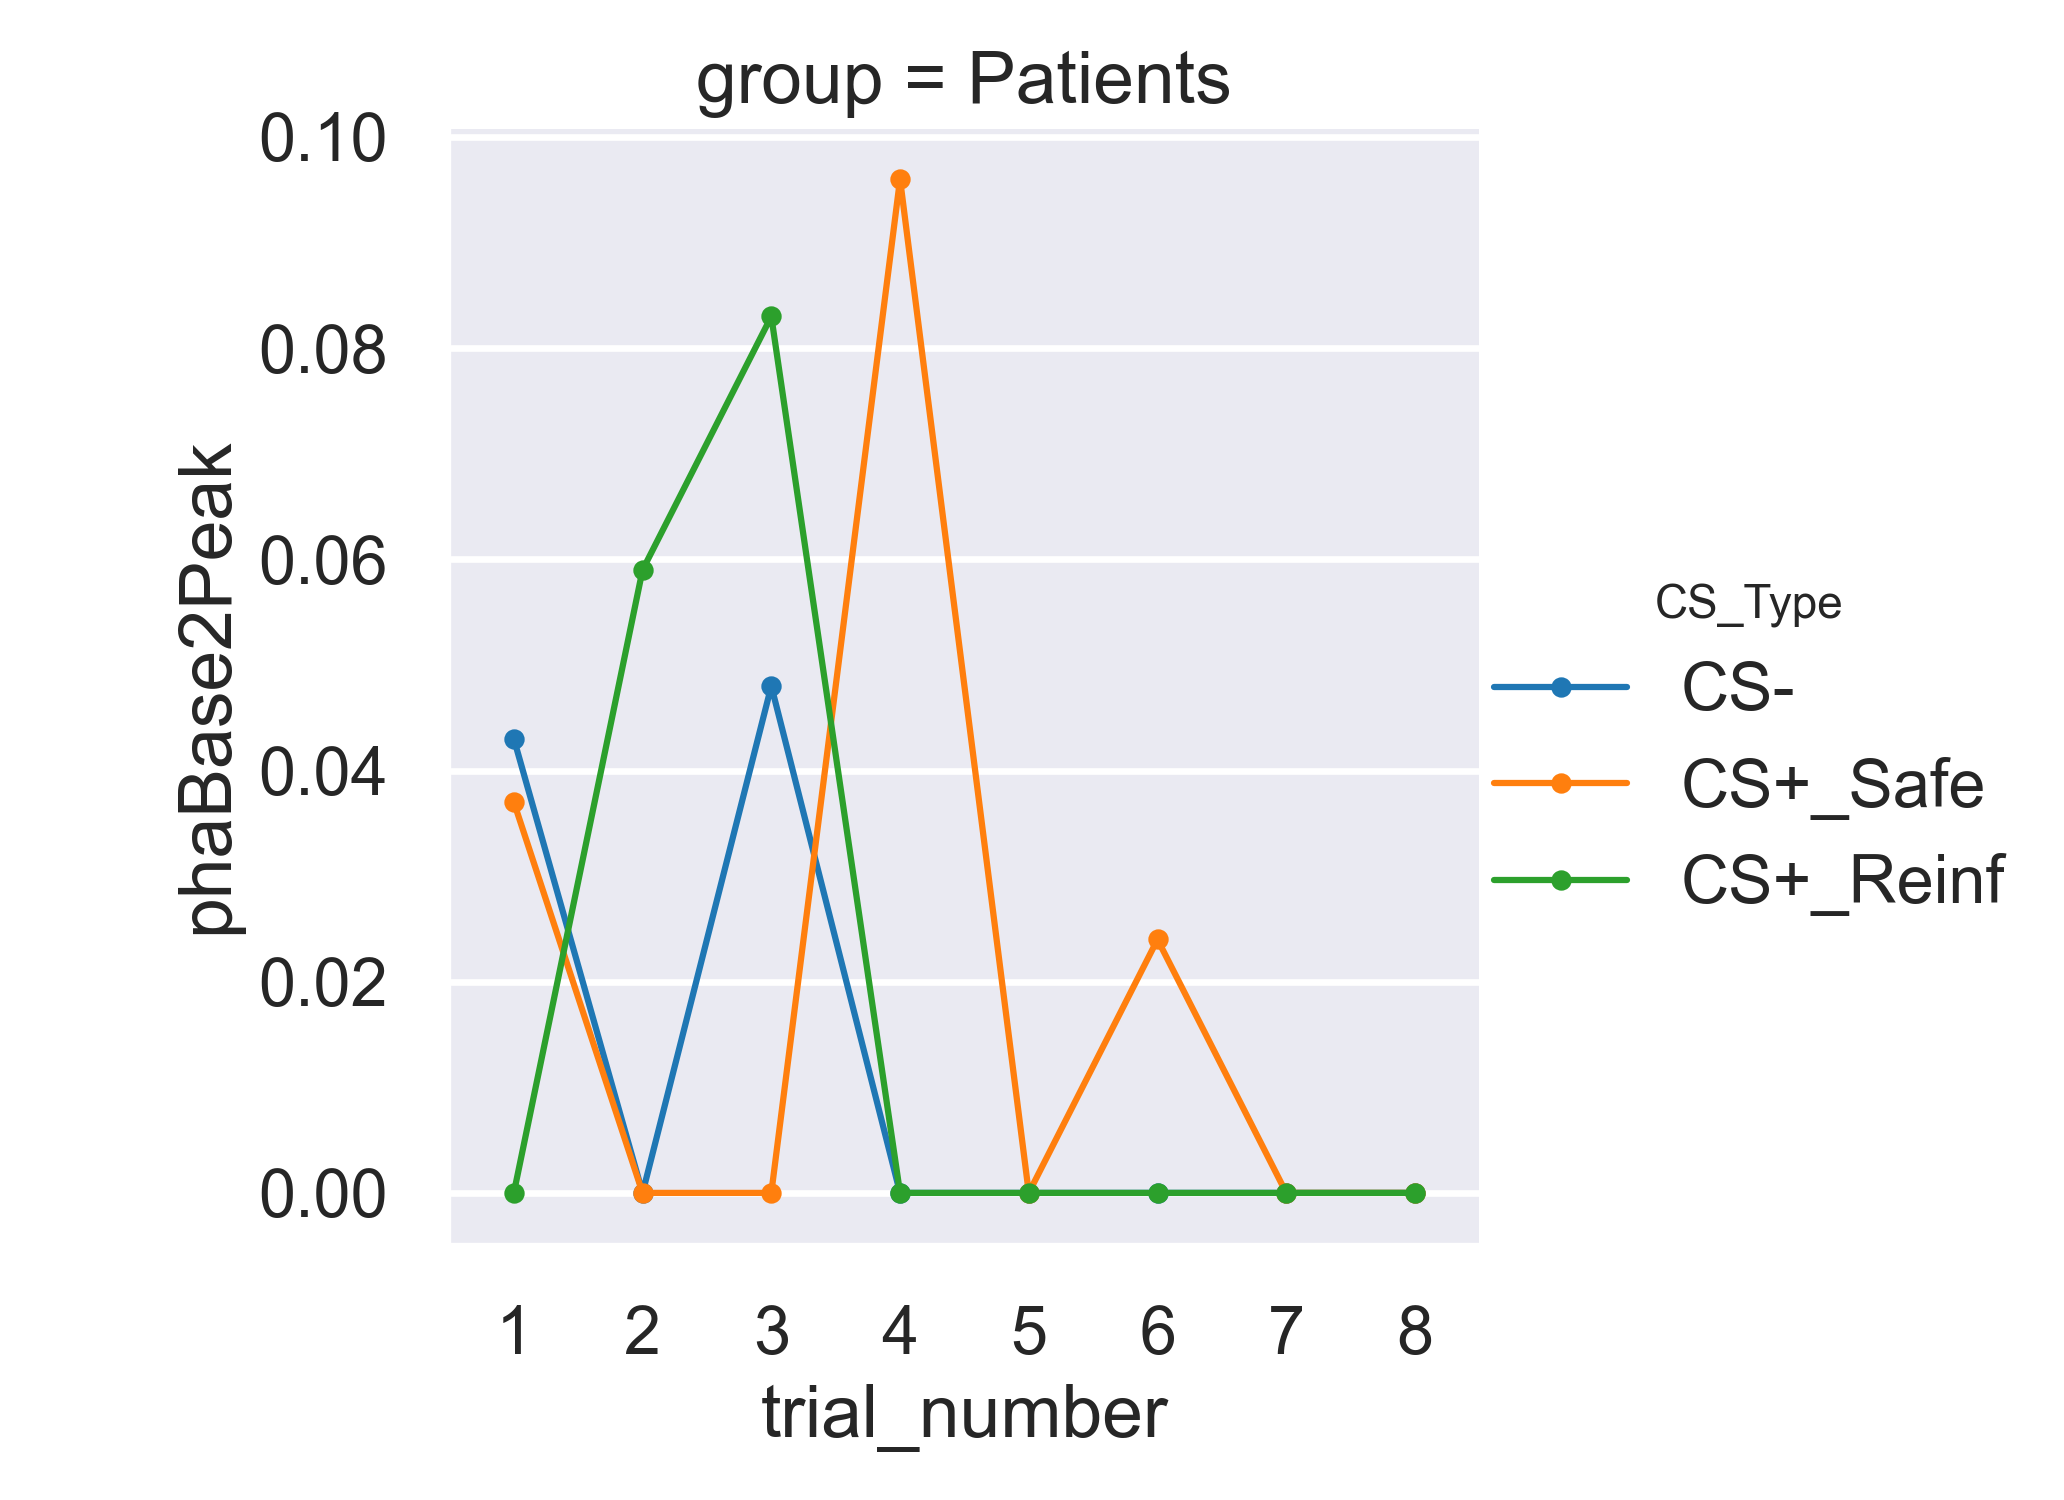 group = Patients
0.10
0.08
0.06
0.04
0.02
0.00
phaBase2Peak
1 2 3 4 5 6 7 8
trial_number
CS_Type
CS-
CS+_Safe
CS+_Reinf